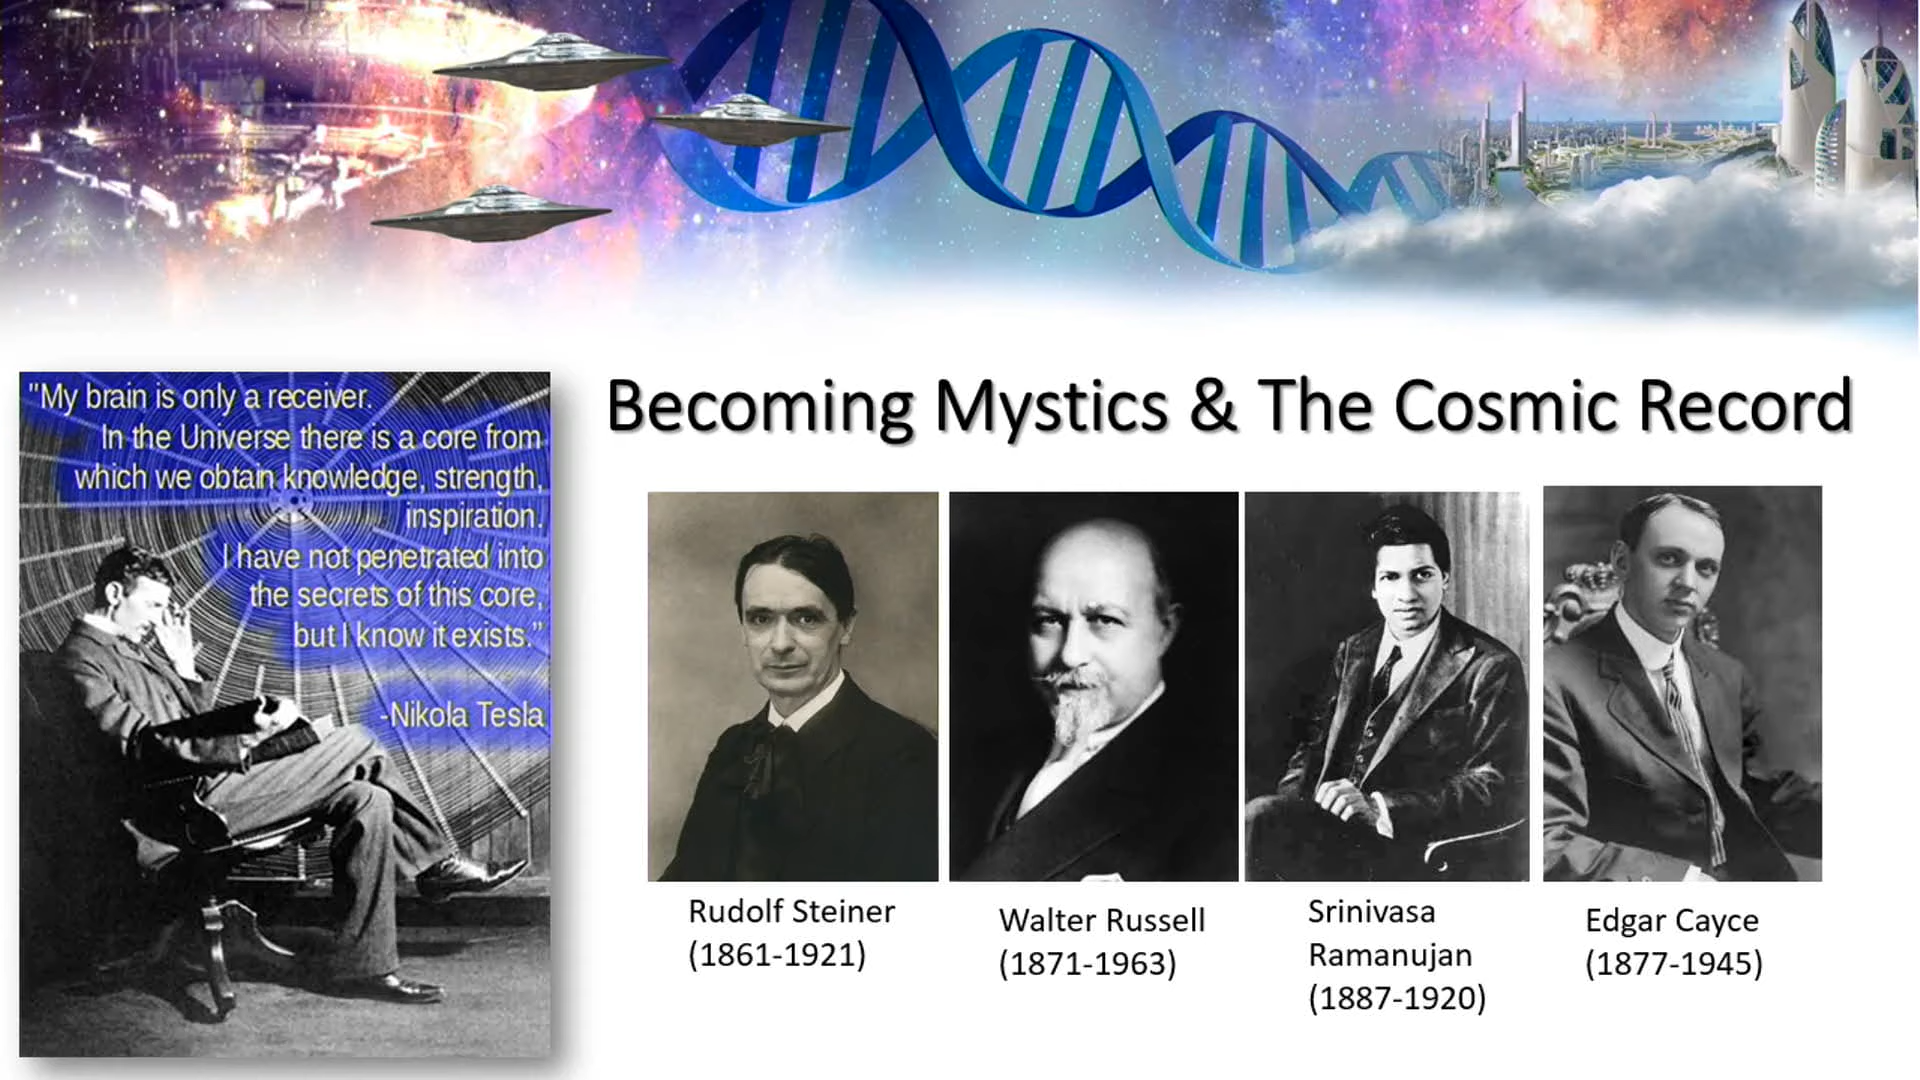 "My brain is only a receiver.
In the Universe there is a core from
which we obtain knowledge, strength,
inspiration.
I have not penetrated into
the secrets of this core,
but I know it exists.”
-Nikola Tesla
Becoming Mystics & The Cosmic Record
Rudolf Steiner
(1861-1921)
Walter Russell
(1871-1963)
Srinivasa
Ramanujan
(1887-1920)
Edgar Cayce
(1877-1945)